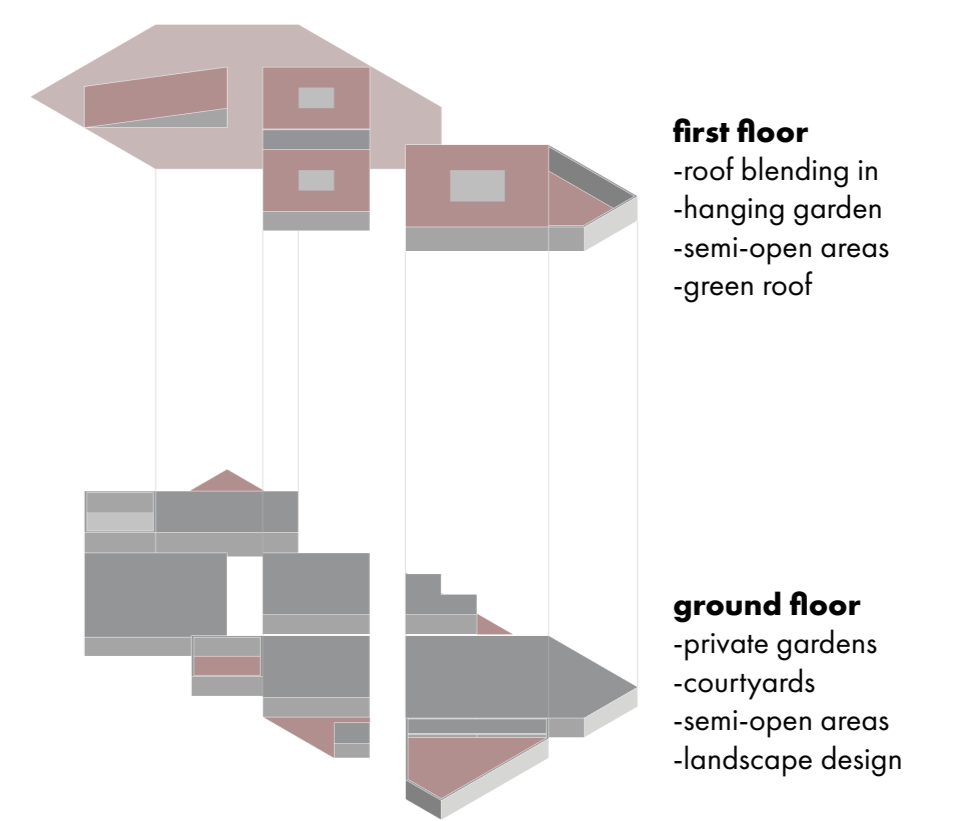 first floor
-roof blending in
-hanging garden
-semi-open areas
-green roof
ground floor
-private gardens
-courtyards
-semi-open areas
-landscape design